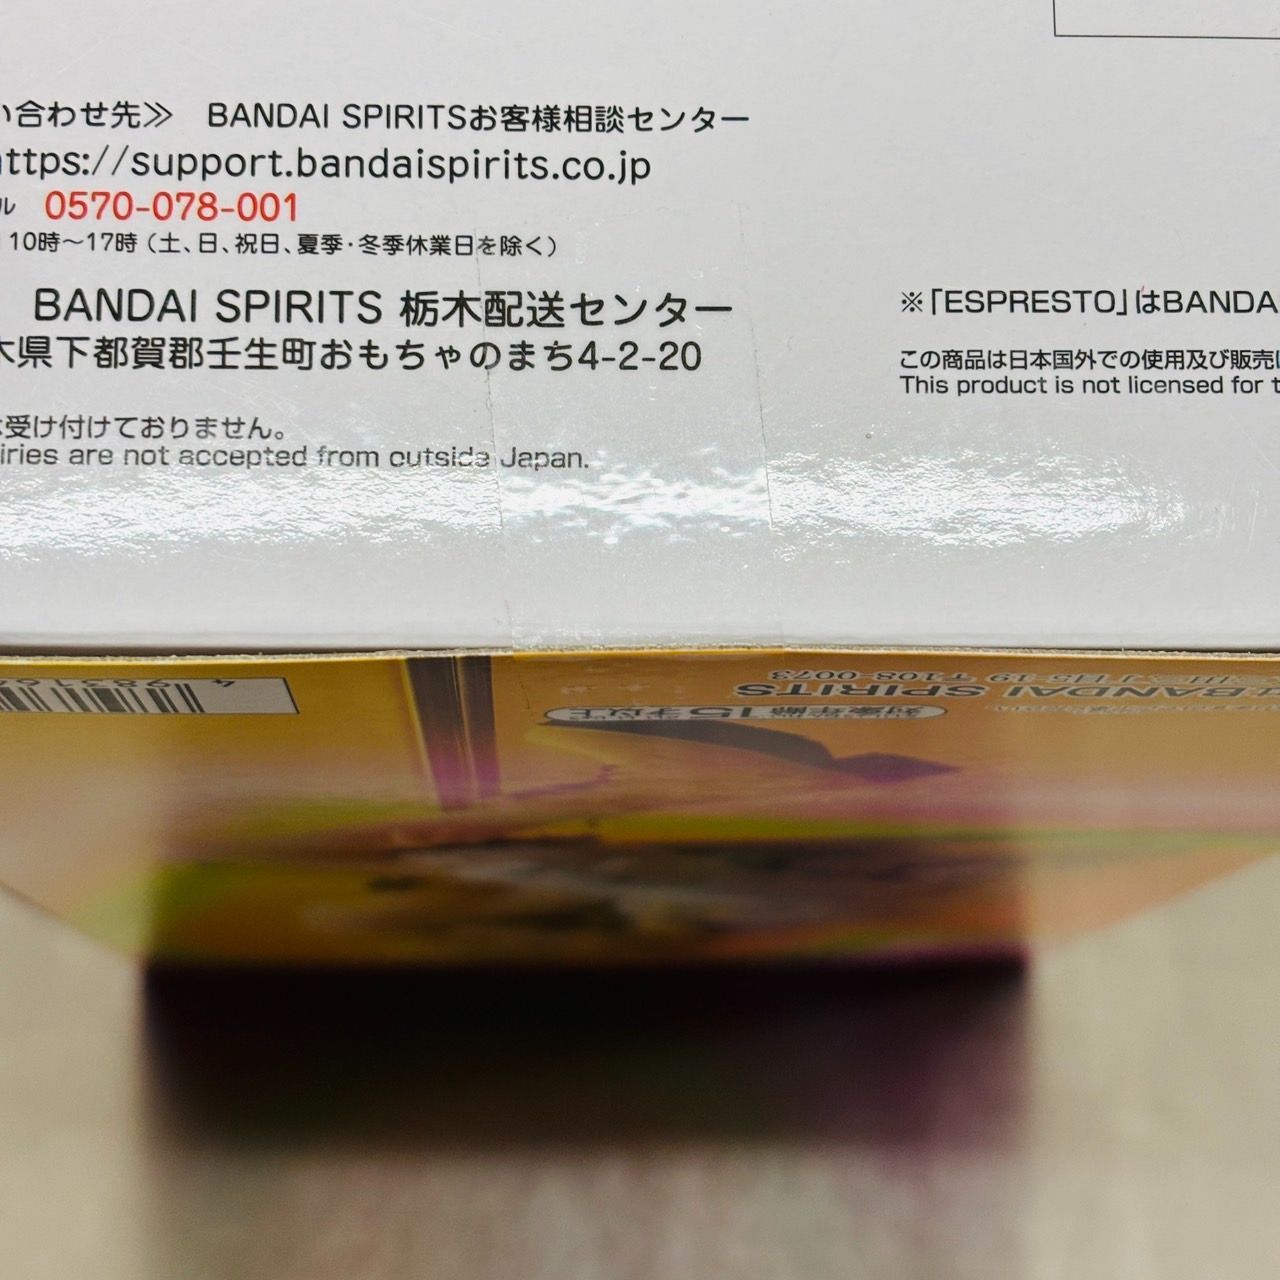 い合わせ先≫ BANDAI SPIRITSお客様相談センター
https://support.bandaispirits.co.jp
ル 0570-078-001
10時〜17時（土、日、祝日、夏季・冬季休業日を除く）
BANDAI SPIRITS 栃木配送センター
木県下都賀郡壬生町おもちゃのまち4-2-20
受け付けておりません。
iries are not accepted from outside Japan.
※「ESPRESTO」はBANDA
この商品は日本国外での使用及び販売
This product is not licensed for t
4 98316
対象年齢15才以上
BANDAI SPIRITS
〒108-0073